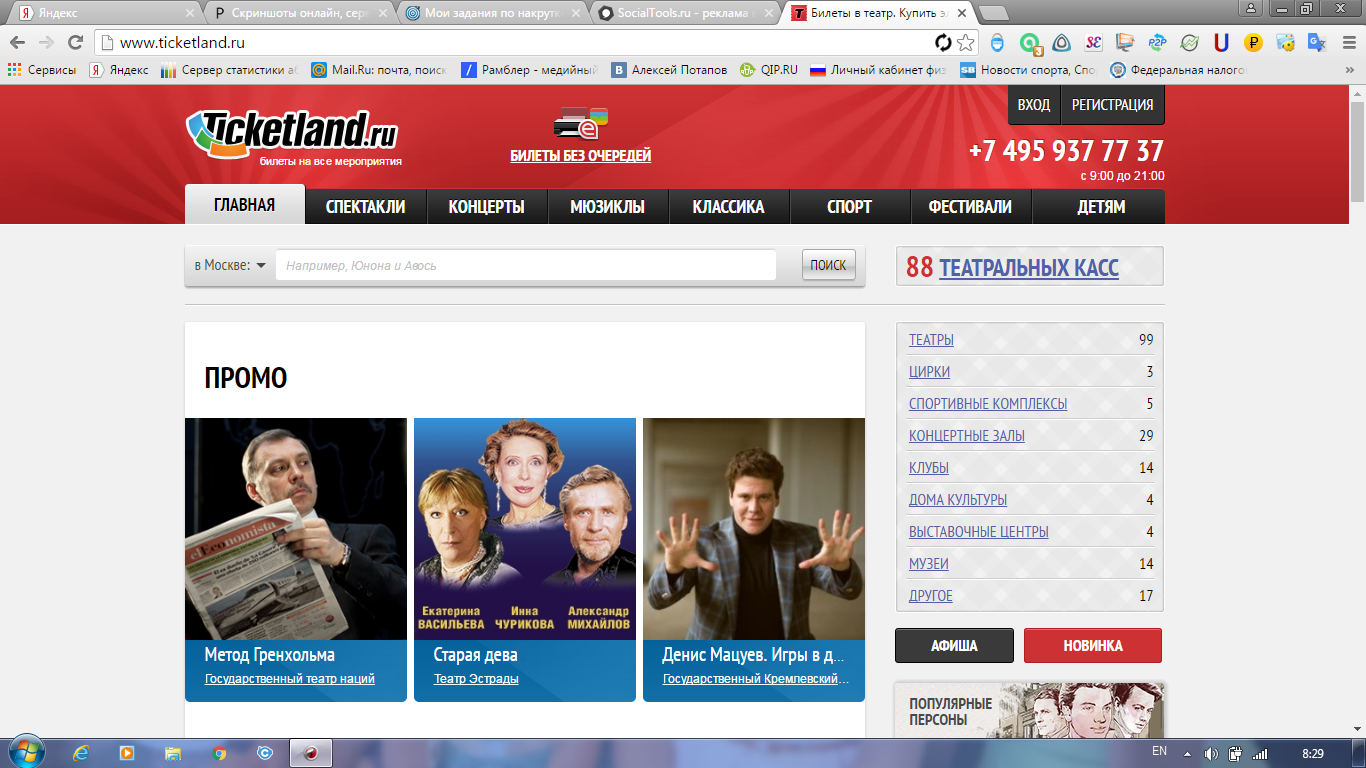 Яндекс
Скриншоты онлайн, сер
Мои задания по накрутк
SocialTools.ru - реклама
Билеты в театр. Купить э
www.ticketland.ru
Сервисы
Яндекс
Сервер статистики а
Mail.Ru: почта, поиск
Рамблер - медийный
Алексей Потапов
QIP.RU
Личный кабинет физ
Новости спорта, Спо
Федеральная налого
Ticketland.ru
билеты на все мероприятия
БИЛЕТЫ БЕЗ ОЧЕРЕДЕЙ
ВХОД
РЕГИСТРАЦИЯ
+7 495 937 77 37
с 9:00 до 21:00
ГЛАВНАЯ
СПЕКТАКЛИ
КОНЦЕРТЫ
МЮЗИКЛЫ
КЛАССИКА
СПОРТ
ФЕСТИВАЛИ
ДЕТЯМ
в Москве:
Например, Юнона и Авось
ПОИСК
88 ТЕАТРАЛЬНЫХ КАСС
ПРОМО
elEconomista
Екатерина ВАСИЛЬЕВА
Инна ЧУРИКОВА
Александр МИХАЙЛОВ
Метод Гренхольма
Государственный театр наций
Старая дева
Театр Эстрады
Денис Мацуев. Игры в д...
Государственный Кремлевский...
ТЕАТРЫ 99
ЦИРКИ 3
СПОРТИВНЫЕ КОМПЛЕКСЫ 5
КОНЦЕРТНЫЕ ЗАЛЫ 29
КЛУБЫ 14
ДОМА КУЛЬТУРЫ 4
ВЫСТАВОЧНЫЕ ЦЕНТРЫ 4
МУЗЕИ 14
ДРУГОЕ 17
АФИША
НОВИНКА
ПОПУЛЯРНЫЕ
ПЕРСОНЫ
EN
8:29